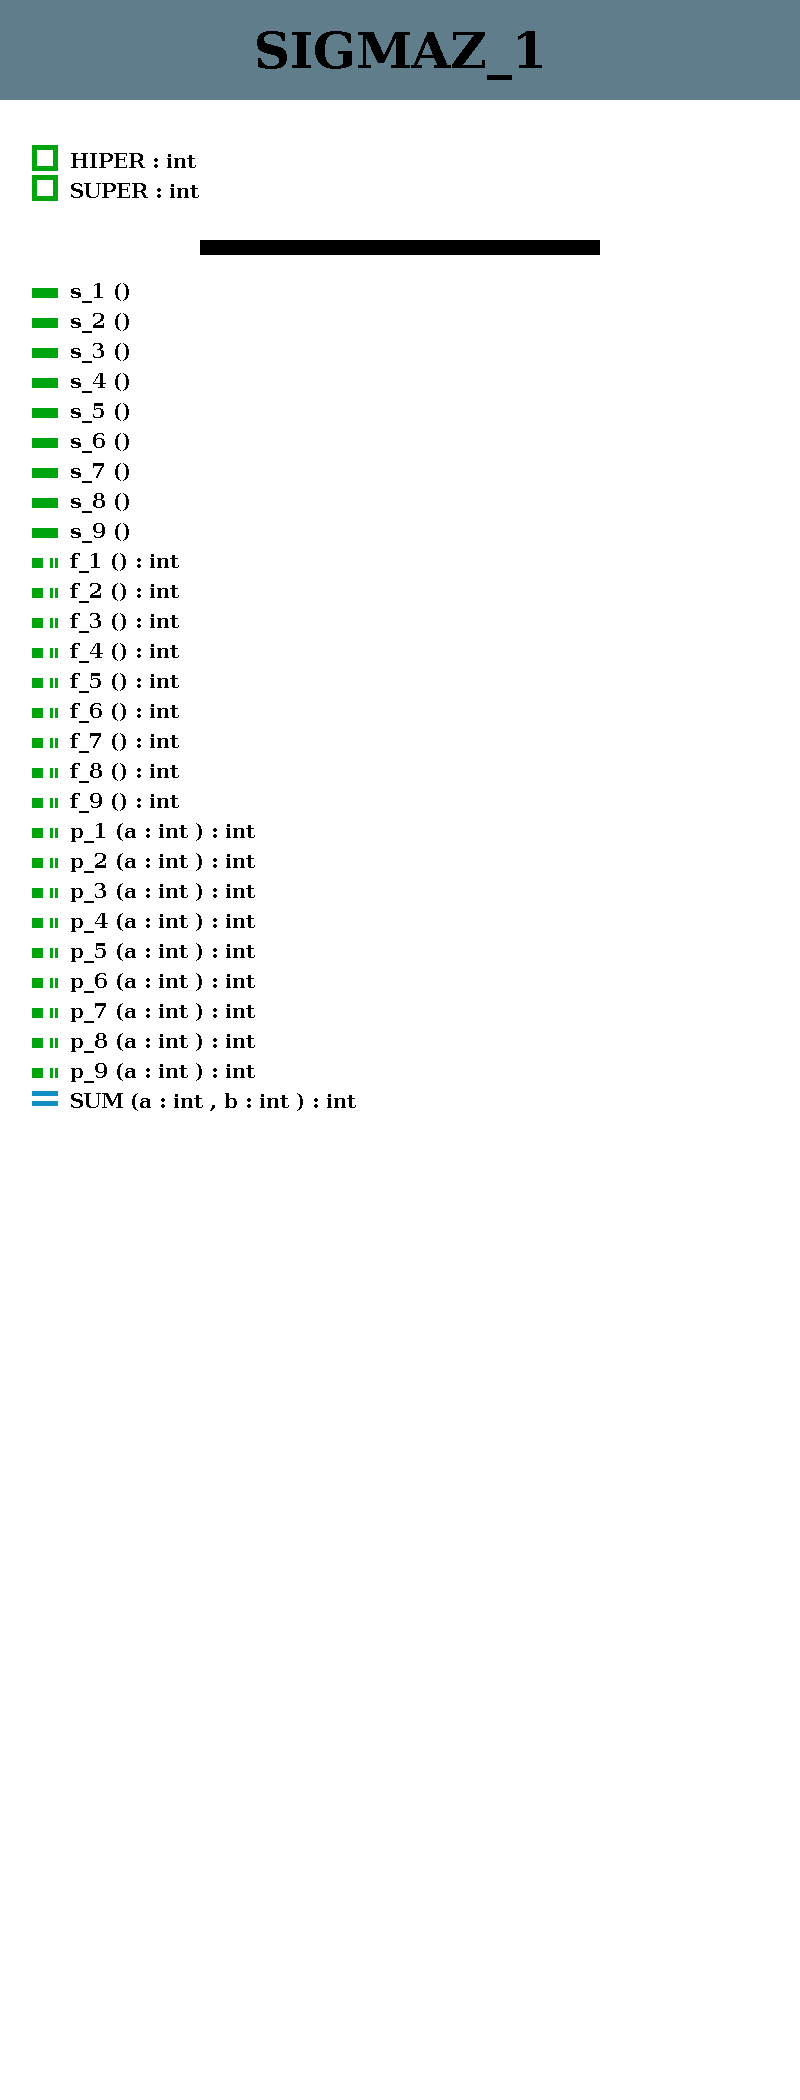 SIGMAZ_1
HIPER : int
SUPER : int
s_1 ()
s_2 ()
s_3 ()
s_4 ()
s_5 ()
s_6 ()
s_7 ()
s_8 ()
s_9 ()
f_1 () : int
f_2 () : int
f_3 () : int
f_4 () : int
f_5 () : int
f_6 () : int
f_7 () : int
f_8 () : int
f_9 () : int
p_1 (a : int ) : int
p_2 (a : int ) : int
p_3 (a : int ) : int
p_4 (a : int ) : int
p_5 (a : int ) : int
p_6 (a : int ) : int
p_7 (a : int ) : int
p_8 (a : int ) : int
p_9 (a : int ) : int
SUM (a : int , b : int ) : int